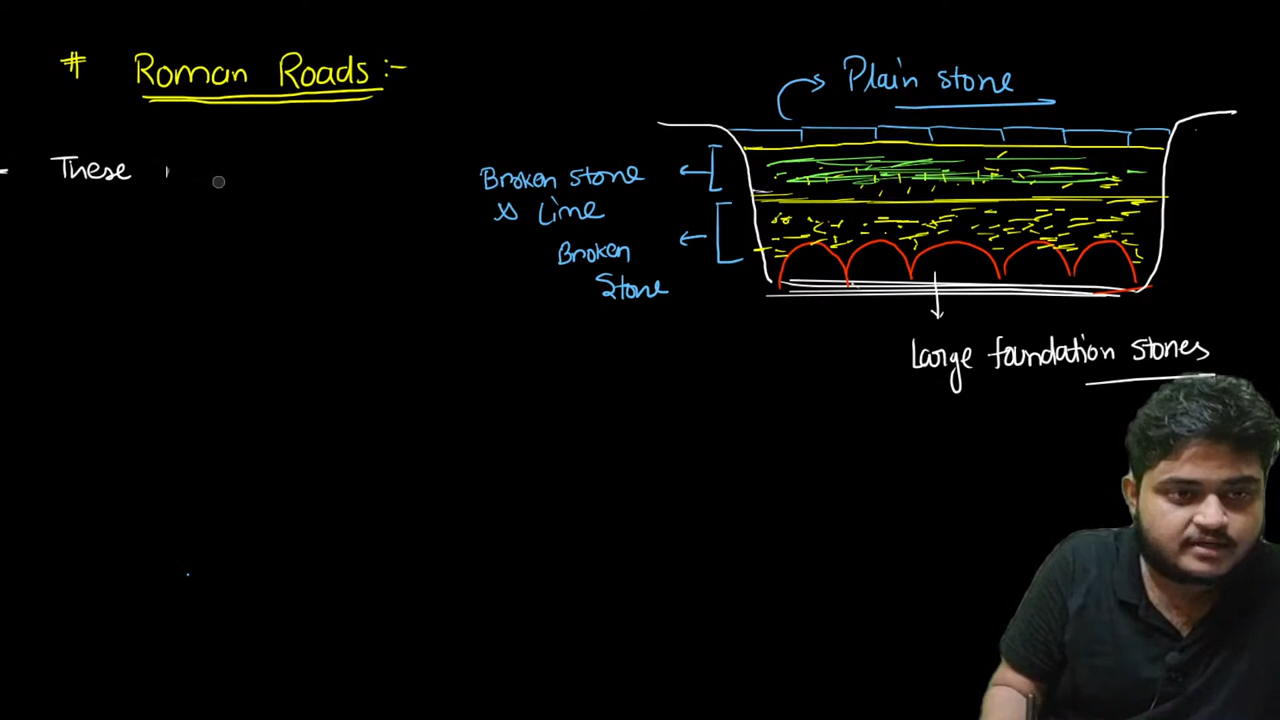 # Roman Roads :-
- These
Plain stone
Broken stone
& Lime
Broken
Stone
Large foundation stones